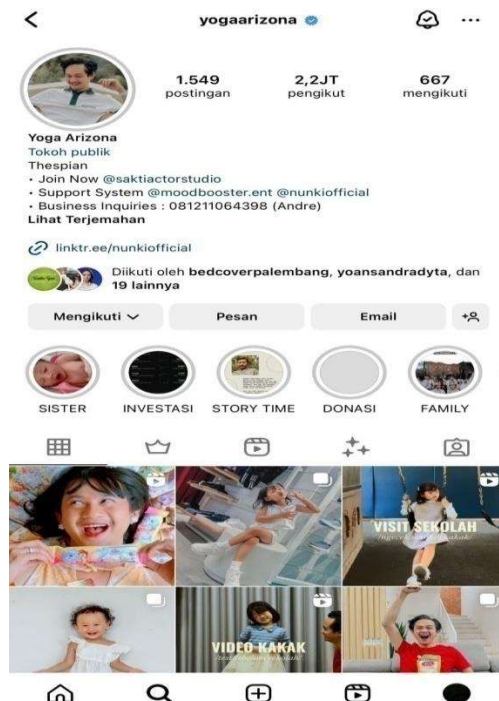 yogaarizona
1.549 2,2JT 667
postingan pengikut mengikuti
Yoga Arizona
Tokoh publik
Thespian
• Join Now @saktiactorstudio
• Support System @moodbooster.ent @nunkiofficial
• Business Inquiries : 081211064398 (Andre)
Lihat Terjemahan
linktr.ee/nunkiofficial
Diikuti oleh bedcoverpalembang, yoansandradyta, dan
19 lainnya
Mengikuti Pesan Email
SISTER INVESTASI STORY TIME DONASI FAMILY
VISIT SEKOLAH
VIDEO KAKAK